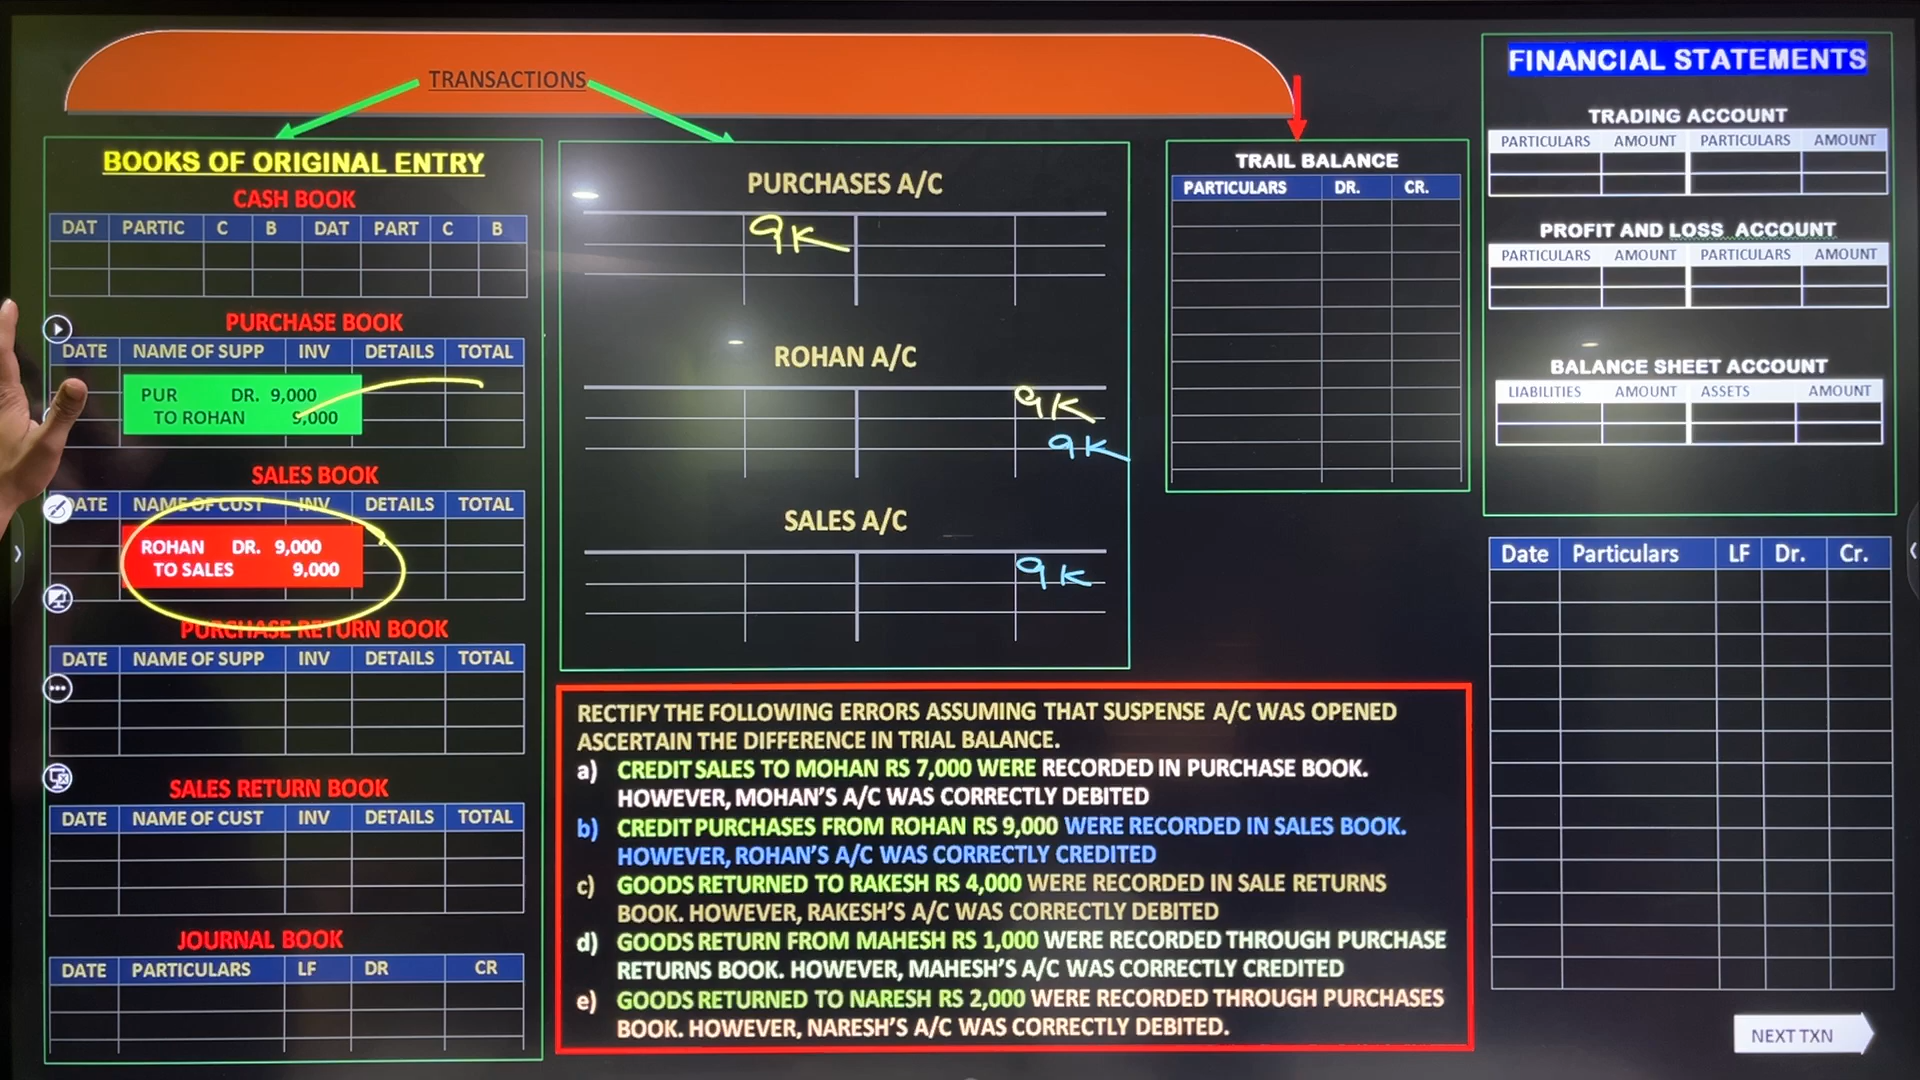 TRANSACTIONS
BOOKS OF ORIGINAL ENTRY
CASH BOOK
DAT PARTIC C B DAT PART C B
PURCHASE BOOK
DATE NAME OF SUPP INV DETAILS TOTAL
PUR DR. 9,000
TO ROHAN 9,000
SALES BOOK
DATE NAME OF CUST INV DETAILS TOTAL
ROHAN DR. 9,000
TO SALES 9,000
PURCHASE RETURN BOOK
DATE NAME OF SUPP INV DETAILS TOTAL
SALES RETURN BOOK
DATE NAME OF CUST INV DETAILS TOTAL
JOURNAL BOOK
DATE PARTICULARS LF DR CR
PURCHASES A/C
9K
ROHAN A/C
9K
9K
SALES A/C
9K
TRAIL BALANCE
PARTICULARS DR. CR.
RECTIFY THE FOLLOWING ERRORS ASSUMING THAT SUSPENSE A/C WAS OPENED
ASCERTAIN THE DIFFERENCE IN TRIAL BALANCE.
a) CREDIT SALES TO MOHAN RS 7,000 WERE RECORDED IN PURCHASE BOOK.
HOWEVER, MOHAN'S A/C WAS CORRECTLY DEBITED
b) CREDIT PURCHASES FROM ROHAN RS 9,000 WERE RECORDED IN SALES BOOK.
HOWEVER, ROHAN'S A/C WAS CORRECTLY CREDITED
c) GOODS RETURNED TO RAKESH RS 4,000 WERE RECORDED IN SALE RETURNS
BOOK. HOWEVER, RAKESH'S A/C WAS CORRECTLY DEBITED
d) GOODS RETURN FROM MAHESH RS 1,000 WERE RECORDED THROUGH PURCHASE
RETURNS BOOK. HOWEVER, MAHESH'S A/C WAS CORRECTLY CREDITED
e) GOODS RETURNED TO NARESH RS 2,000 WERE RECORDED THROUGH PURCHASES
BOOK. HOWEVER, NARESH'S A/C WAS CORRECTLY DEBITED.
FINANCIAL STATEMENTS
TRADING ACCOUNT
PARTICULARS AMOUNT PARTICULARS AMOUNT
PROFIT AND LOSS ACCOUNT
PARTICULARS AMOUNT PARTICULARS AMOUNT
BALANCE SHEET ACCOUNT
LIABILITIES AMOUNT ASSETS AMOUNT
Date Particulars LF Dr. Cr.
NEXT TXN